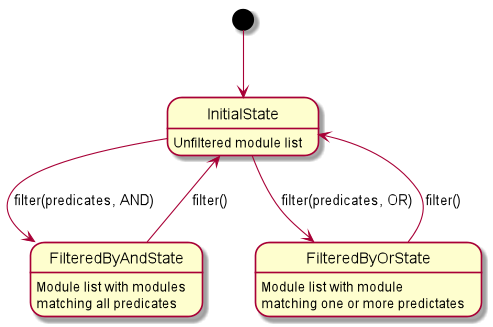 InitialState
Unfiltered module list
filter(predicates, AND)
filter()
filter(predicates, OR)
filter()
FilteredByAndState
Module list with modules
matching all predicates
FilteredByOrState
Module list with module
matching one or more predictates